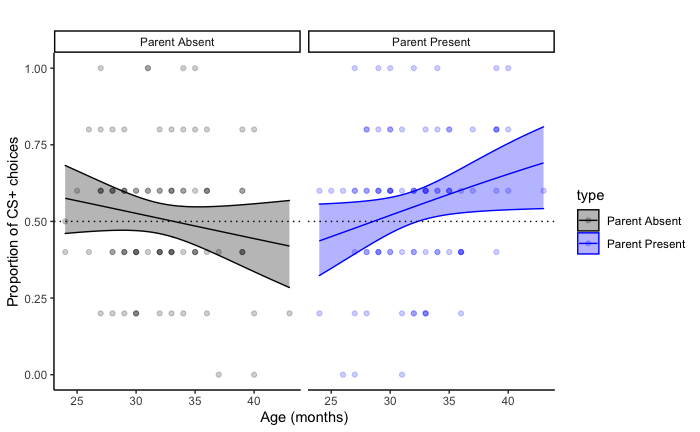 Parent Absent Parent Present
Proportion of CS+ choices
1.00
0.75
0.50
0.25
0.00
25 30 35 40 25 30 35 40
Age (months)
type
Parent Absent
Parent Present